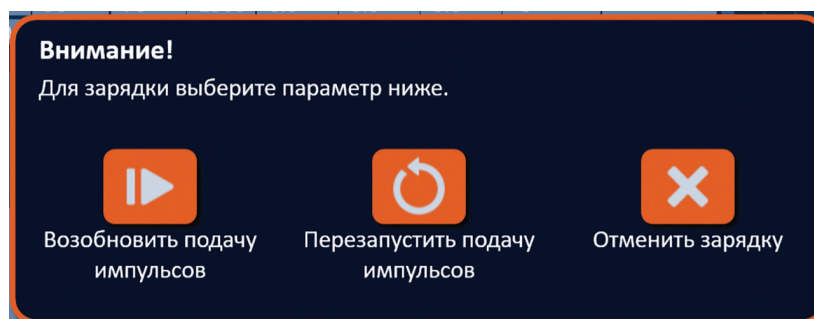 Внимание!
Для зарядки выберите параметр ниже.
Возобновить подачу
импульсов
Перезапустить подачу
импульсов
Отменить зарядку